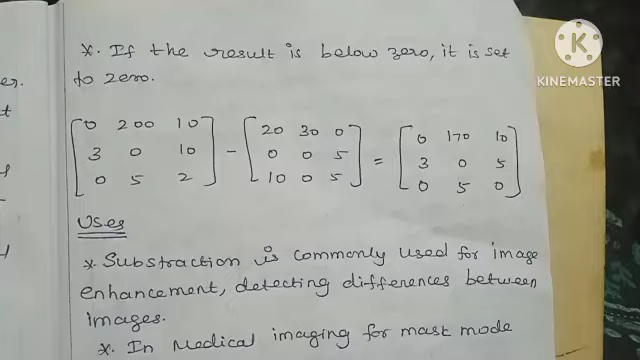 * If the result is below zero, it is set
to zero.
KINEMASTER
0 200 10
3 0 10
0 5 2
-
20 30 0
0 0 5
10 0 5
=
0 170 10
3 0 5
0 5 0
Uses
* Substraction is commonly used for image
enhancement, detecting differences between
images.
* In Medical imaging for mast mode